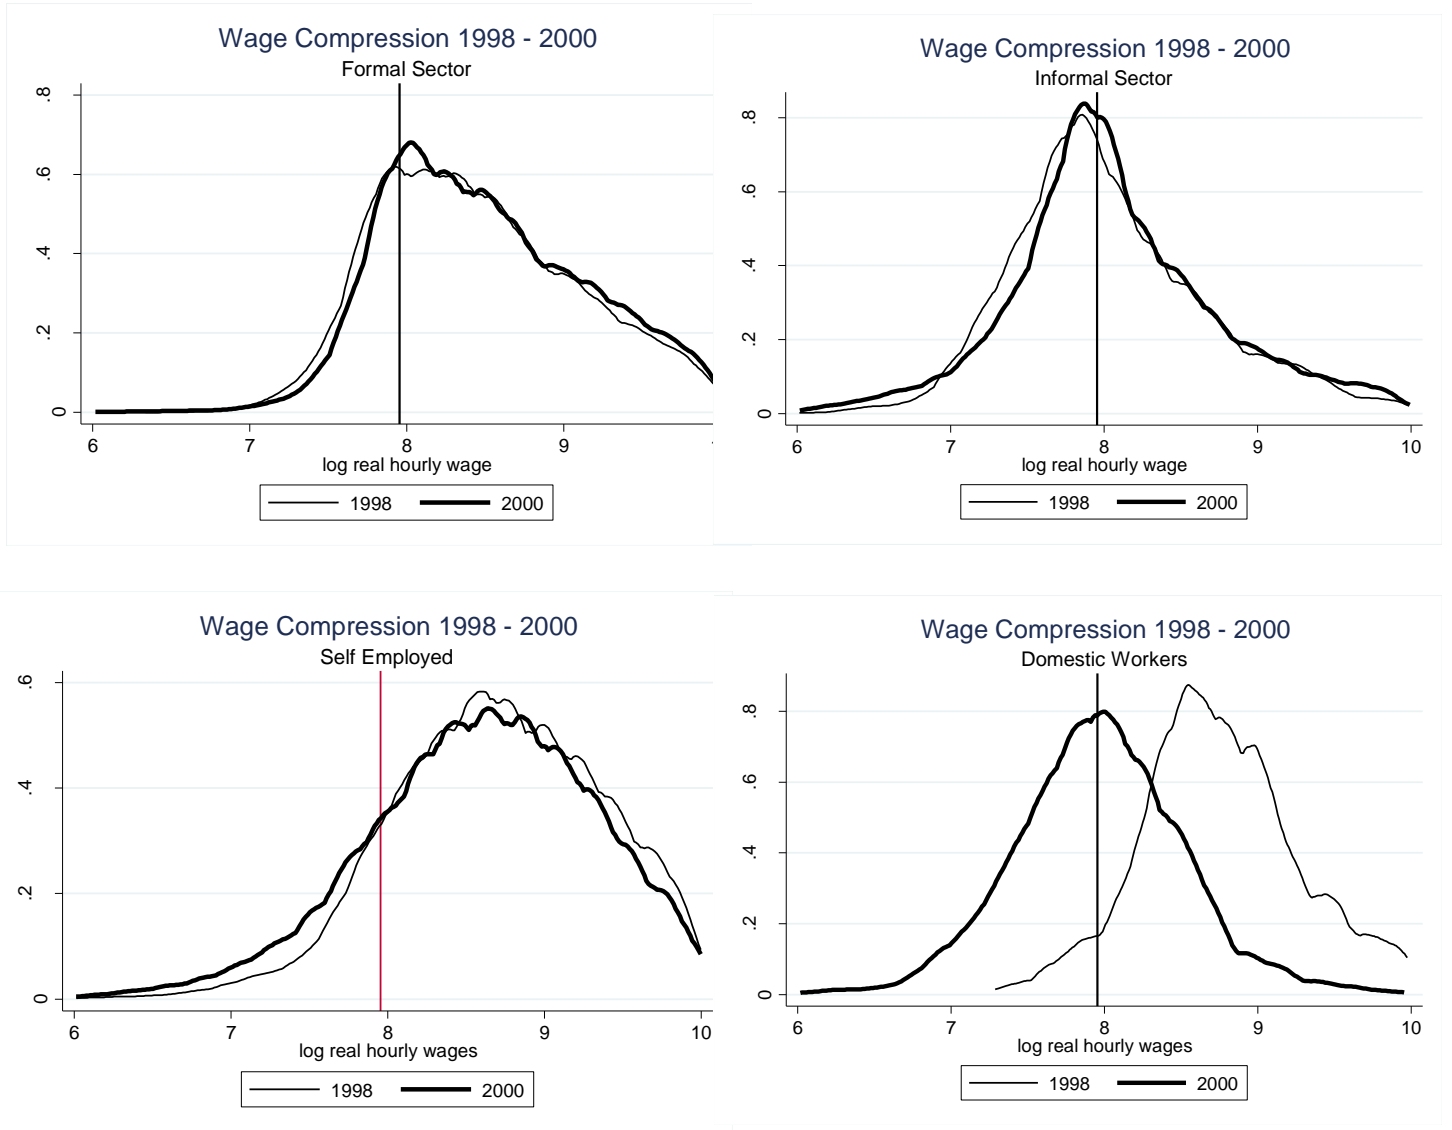 Wage Compression 1998 - 2000
Formal Sector
.8
.6
.4
.2
0
6 7 8 9
log real hourly wage
1998 2000
Wage Compression 1998 - 2000
Informal Sector
.8
.6
.4
.2
0
6 7 8 9 10
log real hourly wage
1998 2000
Wage Compression 1998 - 2000
Self Employed
.6
.4
.2
0
6 7 8 9 10
log real hourly wages
1998 2000
Wage Compression 1998 - 2000
Domestic Workers
.8
.6
.4
.2
0
6 7 8 9 10
log real hourly wages
1998 2000